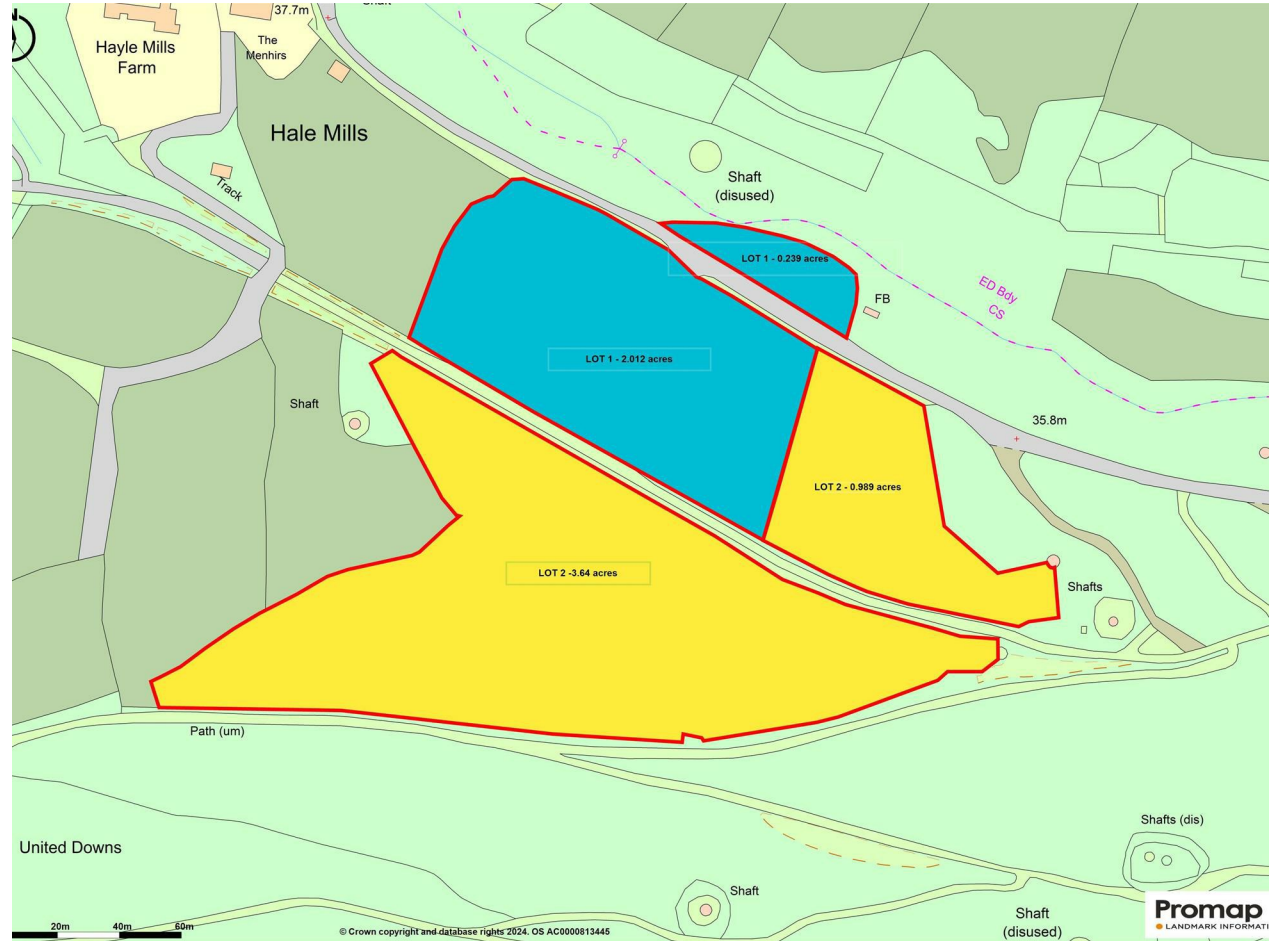 N
37.7m
Hayle Mills
Farm
The
Menhirs
Hale Mills
Track
Shaft
(disused)
LOT 1 - 0.239 acres
ED Bdy
CS
FB
LOT 1 - 2.012 acres
Shaft
35.8m
LOT 2 - 0.989 acres
LOT 2 -3.64 acres
Shafts
Path (um)
United Downs
Shafts (dis)
Shaft
Shaft
(disused)
20m 40m 60m
© Crown copyright and database rights 2024. OS AC0000813445
Promap
LANDMARK INFORMATI